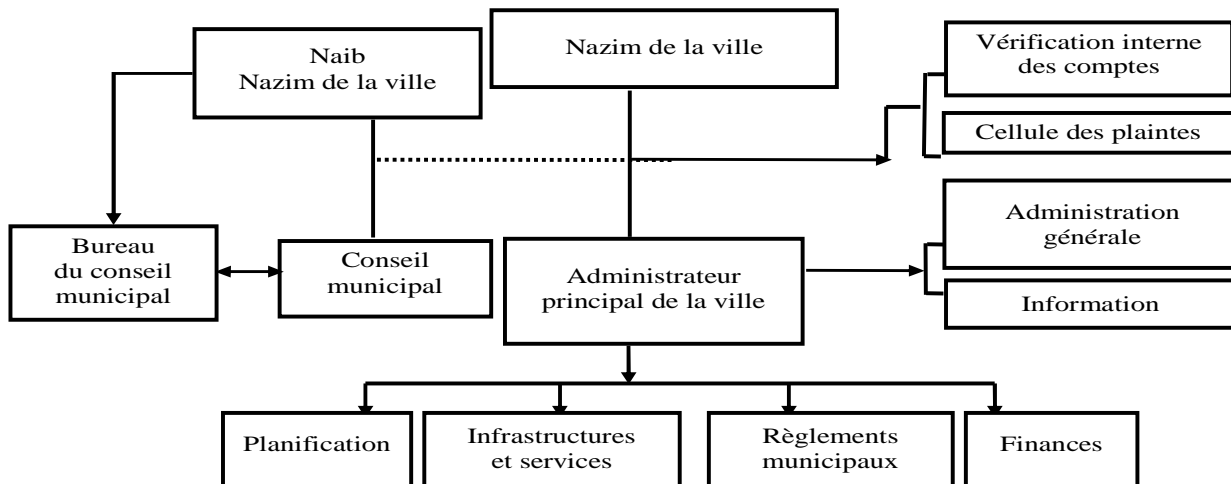 Naib
Nazim de la ville
Nazim de la ville
Vérification interne
des comptes
Cellule des plaintes
Bureau
du conseil
municipal
Conseil
municipal
Administrateur
principal de la ville
Administration
générale
Information
Planification
Infrastructures
et services
Règlements
municipaux
Finances